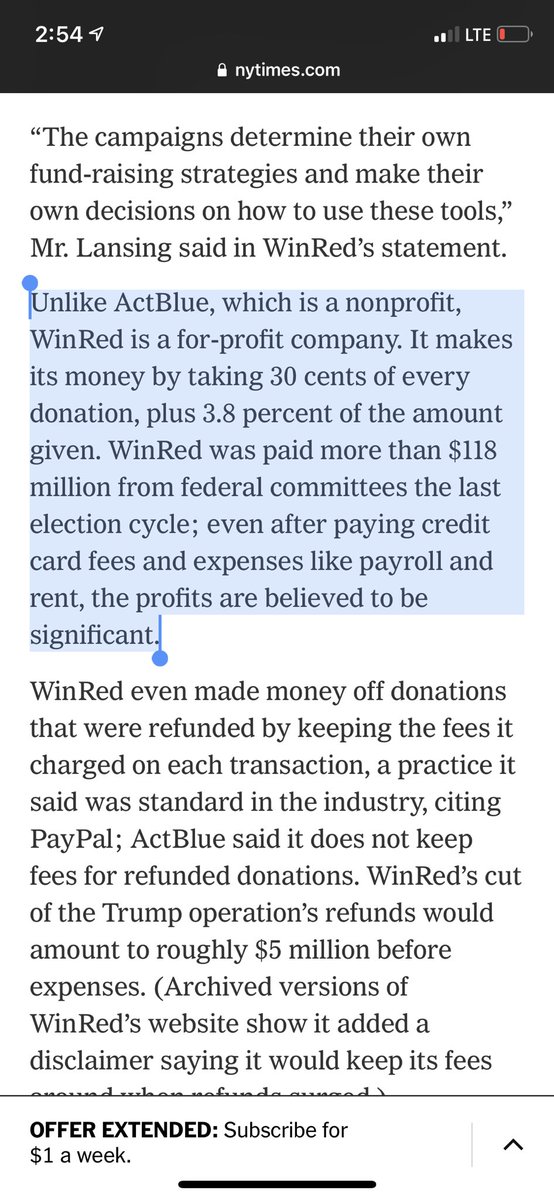 2:54
LTE
nytimes.com
“The campaigns determine their own
fund-raising strategies and make their
own decisions on how to use these tools,”
Mr. Lansing said in WinRed’s statement.
Unlike ActBlue, which is a nonprofit,
WinRed is a for-profit company. It makes
its money by taking 30 cents of every
donation, plus 3.8 percent of the amount
given. WinRed was paid more than $118
million from federal committees the last
election cycle; even after paying credit
card fees and expenses like payroll and
rent, the profits are believed to be
significant.
WinRed even made money off donations
that were refunded by keeping the fees it
charged on each transaction, a practice it
said was standard in the industry, citing
PayPal; ActBlue said it does not keep
fees for refunded donations. WinRed’s cut
of the Trump operation’s refunds would
amount to roughly $5 million before
expenses. (Archived versions of
WinRed’s website show it added a
disclaimer saying it would keep its fees
around when refunds surged.)
OFFER EXTENDED: Subscribe for
$1 a week.